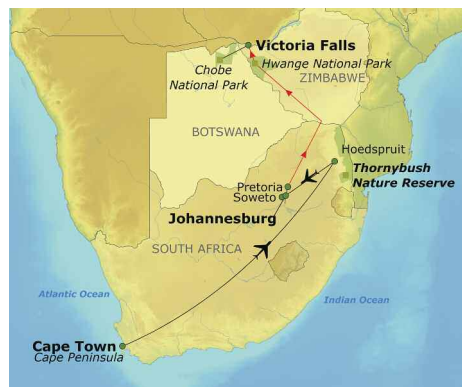 Victoria Falls
Hwange National Park
Chobe
National Park
ZIMBABWE
BOTSWANA
Hoedspruit
Thornybush
Nature Reserve
Pretoria
Soweto
Johannesburg
SOUTH AFRICA
Atlantic Ocean
Indian Ocean
Cape Town
Cape Peninsula